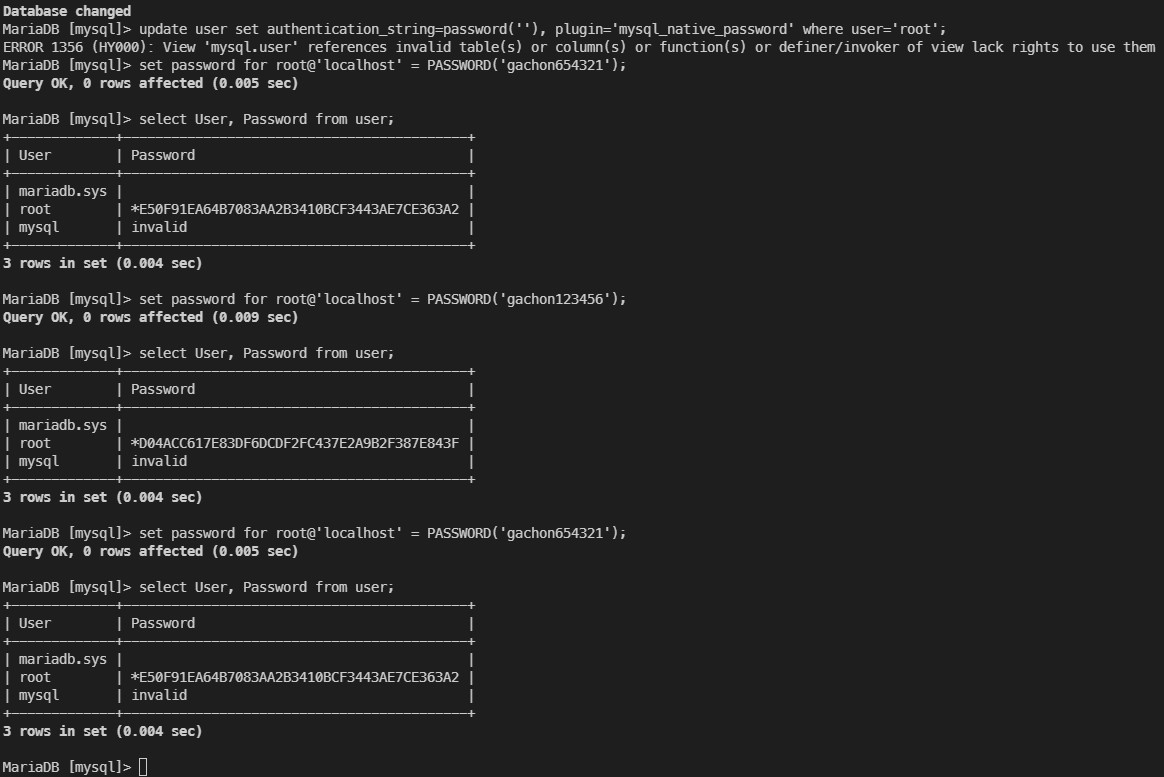 Database changed
MariaDB [mysql]> update user set authentication_string=password(''), plugin='mysql_native_password' where user='root';
ERROR 1356 (HY000): View 'mysql.user' references invalid table(s) or column(s) or function(s) or definer/invoker of view lack rights to use them
MariaDB [mysql]> set password for root@'localhost' = PASSWORD('gachon654321');
Query OK, 0 rows affected (0.005 sec)
MariaDB [mysql]> select User, Password from user;
+-------------+-------------------------------------------+
| User        | Password                                  |
+-------------+-------------------------------------------+
| mariadb.sys |                                           |
| root        | *E50F91EA64B7083AA2B3410BCF3443AE7CE363A2 |
| mysql       | invalid                                   |
+-------------+-------------------------------------------+
3 rows in set (0.004 sec)
MariaDB [mysql]> set password for root@'localhost' = PASSWORD('gachon123456');
Query OK, 0 rows affected (0.009 sec)
MariaDB [mysql]> select User, Password from user;
+-------------+-------------------------------------------+
| User        | Password                                  |
+-------------+-------------------------------------------+
| mariadb.sys |                                           |
| root        | *D04ACC617E83DF6DCDF2FC437E2A9B2F387E843F |
| mysql       | invalid                                   |
+-------------+-------------------------------------------+
3 rows in set (0.004 sec)
MariaDB [mysql]> set password for root@'localhost' = PASSWORD('gachon654321');
Query OK, 0 rows affected (0.005 sec)
MariaDB [mysql]> select User, Password from user;
+-------------+-------------------------------------------+
| User        | Password                                  |
+-------------+-------------------------------------------+
| mariadb.sys |                                           |
| root        | *E50F91EA64B7083AA2B3410BCF3443AE7CE363A2 |
| mysql       | invalid                                   |
+-------------+-------------------------------------------+
3 rows in set (0.004 sec)
MariaDB [mysql]>